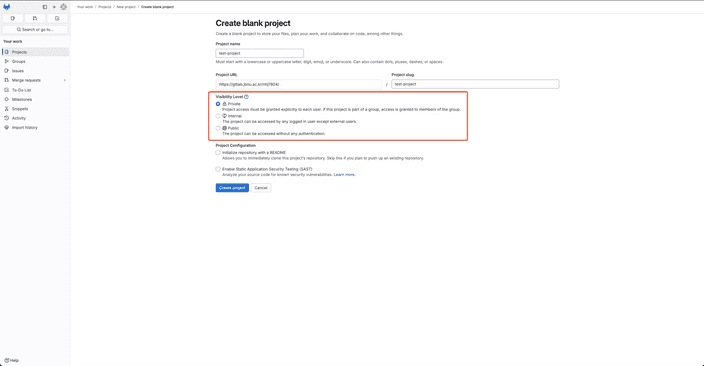 Your work / Projects / New project / Create blank project
Search or go to...
Your work
Projects
Groups
Issues
Merge requests
To-Do List
Milestones
Snippets
Activity
Import history
Help
Create blank project
Create a blank project to store your files, plan your work, and collaborate on code, among other things.
Project name
test-project
Must start with a lowercase or uppercase letter, digit, emoji, or underscore. Can also contain dots, pluses, dashes, or spaces.
Project URL
Project slug
/
test-project
Visibility Level
Private
Project access must be granted explicitly to each user. If this project is part of a group, access is granted to members of the group.
Internal
The project can be accessed by any logged in user except external users.
Public
The project can be accessed without any authentication.
Project Configuration
Initialize repository with a README
Allows you to immediately clone this project's repository. Skip this if you plan to push up an existing repository.
Enable Static Application Security Testing (SAST)
Analyze your source code for known security vulnerabilities. Learn more.
Create project
Cancel